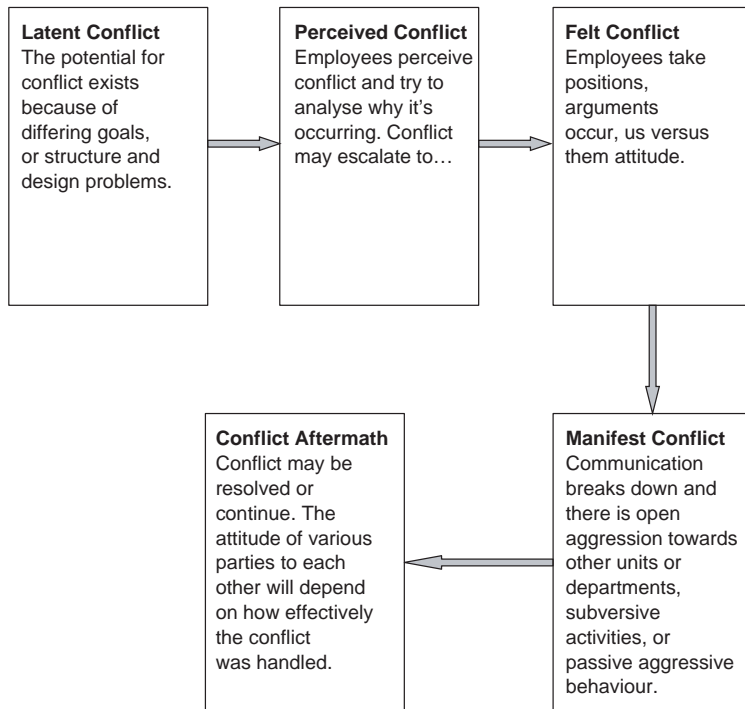 Latent Conflict
The potential for
conflict exists
because of
differing goals,
or structure and
design problems.
Perceived Conflict
Employees perceive
conflict and try to
analyse why it's
occurring. Conflict
may escalate to…
Felt Conflict
Employees take
positions,
arguments
occur, us versus
them attitude.
Manifest Conflict
Communication
breaks down and
there is open
aggression towards
other units or
departments,
subversive
activities, or
passive aggressive
behaviour.
Conflict Aftermath
Conflict may be
resolved or
continue. The
attitude of various
parties to each
other will depend
on how effectively
the conflict
was handled.